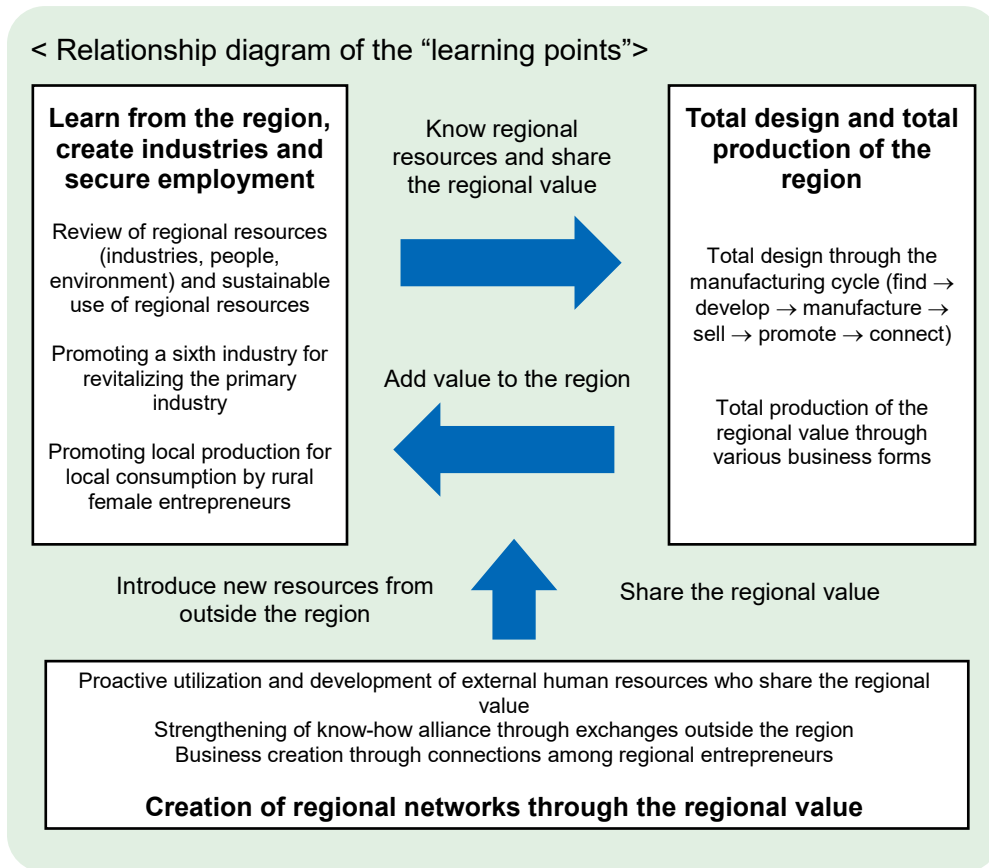 < Relationship diagram of the “learning points”>
Learn from the region,
create industries and
secure employment
Review of regional resources
(industries, people,
environment) and sustainable
use of regional resources
Promoting a sixth industry for
revitalizing the primary
industry
Promoting local production for
local consumption by rural
female entrepreneurs
Know regional
resources and share
the regional value
Add value to the region
Total design and total
production of the
region
Total design through the
manufacturing cycle (find →
develop → manufacture →
sell → promote → connect)
Total production of the
regional value through
various business forms
Introduce new resources from
outside the region
Share the regional value
Proactive utilization and development of external human resources who share the regional
value
Strengthening of know-how alliance through exchanges outside the region
Business creation through connections among regional entrepreneurs
Creation of regional networks through the regional value